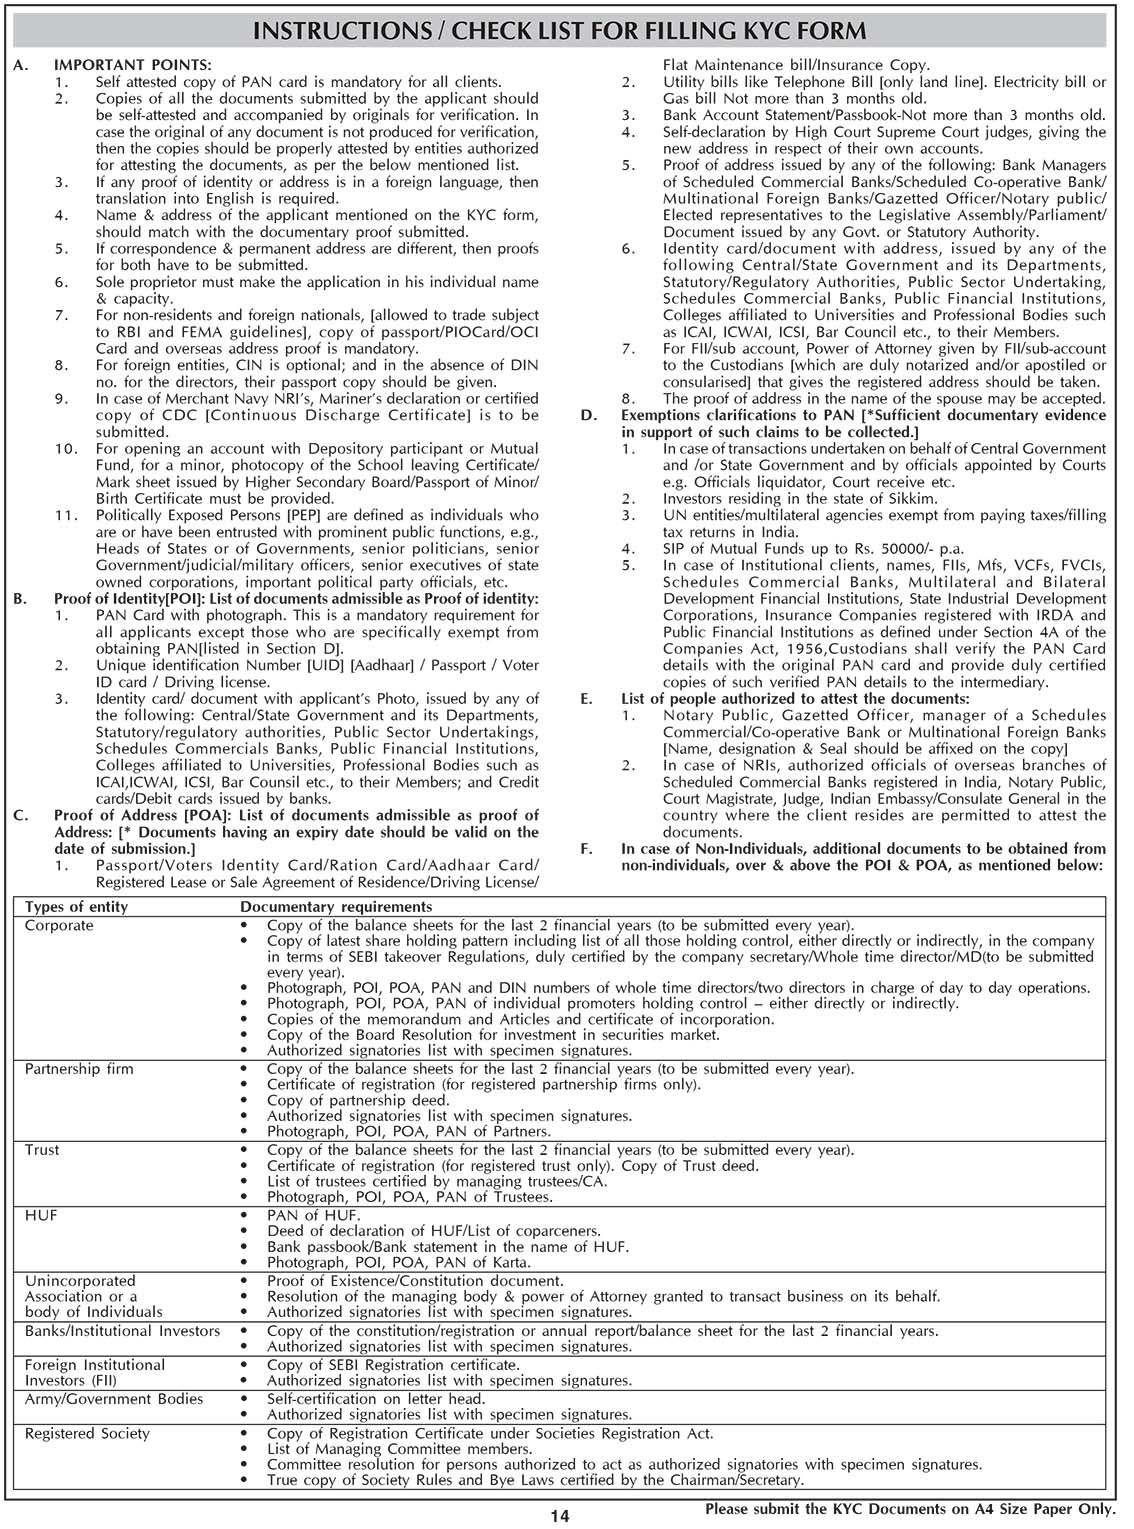 INSTRUCTIONS / CHECK LIST FOR FILLING KYC FORM
A. IMPORTANT POINTS:
1. Self attested copy of PAN card is mandatory for all clients.
2. Copies of all the documents submitted by the applicant should
be self-attested and accompanied by originals for verification. In
case the original of any document is not produced for verification,
then the copies should be properly attested by entities authorized
for attesting the documents, as per the below mentioned list.
3. If any proof of identity or address is in a foreign language, then
translation into English is required.
4. Name & address of the applicant mentioned on the KYC form,
should match with the documentary proof submitted.
5. If correspondence & permanent address are different, then proofs
for both have to be submitted.
6. Sole proprietor must make the application in his individual name
& capacity.
7. For non-residents and foreign nationals, [allowed to trade subject
to RBI and FEMA guidelines], copy of passport/PIOCard/OCI
Card and overseas address proof is mandatory.
8. For foreign entities, CIN is optional; and in the absence of DIN
no. for the directors, their passport copy should be given.
9. In case of Merchant Navy NRI's, Mariner's declaration or certified
copy of CDC [Continuous Discharge Certificate] is to be
submitted.
10. For opening an account with Depository participant or Mutual
Fund, for a minor, photocopy of the School leaving Certificate/
Mark sheet issued by Higher Secondary Board/Passport of Minor/
Birth Certificate must be provided.
11. Politically Exposed Persons [PEP] are defined as individuals who
are or have been entrusted with prominent public functions, e.g.,
Heads of States or of Governments, senior politicians, senior
Government/judicial/military officers, senior executives of state
owned corporations, important political party officials, etc.
B. Proof of Identity[POI]: List of documents admissible as Proof of identity:
1. PAN Card with photograph. This is a mandatory requirement for
all applicants except those who are specifically exempt from
obtaining PAN[listed in Section D].
2. Unique identification Number [UID] [Aadhaar] / Passport / Voter
ID card / Driving license.
3. Identity card/ document with applicant's Photo, issued by any of
the following: Central/State Government and its Departments,
Statutory/regulatory authorities, Public Sector Undertakings,
Schedules Commercials Banks, Public Financial Institutions,
Colleges affiliated to Universities, Professional Bodies such as
ICAI,ICWAI, ICSI, Bar Counsil etc., to their Members; and Credit
cards/Debit cards issued by banks.
C. Proof of Address [POA]: List of documents admissible as proof of
Address: [* Documents having an expiry date should be valid on the
date of submission.]
1. Passport/Voters Identity Card/Ration Card/Aadhaar Card/
Registered Lease or Sale Agreement of Residence/Driving License/
Flat Maintenance bill/Insurance Copy.
2. Utility bills like Telephone Bill [only land line]. Electricity bill or
Gas bill Not more than 3 months old.
3. Bank Account Statement/Passbook-Not more than 3 months old.
4. Self-declaration by High Court Supreme Court judges, giving the
new address in respect of their own accounts.
5. Proof of address issued by any of the following: Bank Managers
of Scheduled Commercial Banks/Scheduled Co-operative Bank/
Multinational Foreign Banks/Gazetted Officer/Notary public/
Elected representatives to the Legislative Assembly/Parliament/
Document issued by any Govt. or Statutory Authority.
6. Identity card/document with address, issued by any of the
following Central/State Government and its Departments,
Statutory/Regulatory Authorities, Public Sector Undertaking,
Schedules Commercial Banks, Public Financial Institutions,
Colleges affiliated to Universities and Professional Bodies such
as ICAI, ICWAI, ICSI, Bar Council etc., to their Members.
7. For FII/sub account, Power of Attorney given by FII/sub-account
to the Custodians [which are duly notarized and/or apostiled or
consularised] that gives the registered address should be taken.
8. The proof of address in the name of the spouse may be accepted.
D. Exemptions clarifications to PAN [*Sufficient documentary evidence
in support of such claims to be collected.]
1. In case of transactions undertaken on behalf of Central Government
and /or State Government and by officials appointed by Courts
e.g. Officials liquidator, Court receive etc.
2. Investors residing in the state of Sikkim.
3. UN entities/multilateral agencies exempt from paying taxes/filling
tax returns in India.
4. SIP of Mutual Funds up to Rs. 50000/- p.a.
5. In case of Institutional clients, names, FIIs, Mfs, VCFs, FVCIs,
Schedules Commercial Banks, Multilateral and Bilateral
Development Financial Institutions, State Industrial Development
Corporations, Insurance Companies registered with IRDA and
Public Financial Institutions as defined under Section 4A of the
Companies Act, 1956,Custodians shall verify the PAN Card
details with the original PAN card and provide duly certified
copies of such verified PAN details to the intermediary.
E. List of people authorized to attest the documents:
1. Notary Public, Gazetted Officer, manager of a Schedules
Commercial/Co-operative Bank or Multinational Foreign Banks
[Name, designation & Seal should be affixed on the copy]
2. In case of NRIs, authorized officials of overseas branches of
Scheduled Commercial Banks registered in India, Notary Public,
Court Magistrate, Judge, Indian Embassy/Consulate General in the
country where the client resides are permitted to attest the
documents.
F. In case of Non-Individuals, additional documents to be obtained from
non-individuals, over & above the POI & POA, as mentioned below:
Types of entity Documentary requirements
Corporate • Copy of the balance sheets for the last 2 financial years (to be submitted every year).
• Copy of latest share holding pattern including list of all those holding control, either directly or indirectly, in the company
in terms of SEBI takeover Regulations, duly certified by the company secretary/Whole time director/MD(to be submitted
every year).
• Photograph, POI, POA, PAN and DIN numbers of whole time directors/two directors in charge of day to day operations.
• Photograph, POI, POA, PAN of individual promoters holding control – either directly or indirectly.
• Copies of the memorandum and Articles and certificate of incorporation.
• Copy of the Board Resolution for investment in securities market.
• Authorized signatories list with specimen signatures.
Partnership firm • Copy of the balance sheets for the last 2 financial years (to be submitted every year).
• Certificate of registration (for registered partnership firms only).
• Copy of partnership deed.
• Authorized signatories list with specimen signatures.
• Photograph, POI, POA, PAN of Partners.
Trust • Copy of the balance sheets for the last 2 financial years (to be submitted every year).
• Certificate of registration (for registered trust only). Copy of Trust deed.
• List of trustees certified by managing trustees/CA.
• Photograph, POI, POA, PAN of Trustees.
HUF • PAN of HUF.
• Deed of declaration of HUF/List of coparceners.
• Bank passbook/Bank statement in the name of HUF.
• Photograph, POI, POA, PAN of Karta.
Unincorporated • Proof of Existence/Constitution document.
Association or a • Resolution of the managing body & power of Attorney granted to transact business on its behalf.
body of Individuals • Authorized signatories list with specimen signatures.
Banks/Institutional Investors • Copy of the constitution/registration or annual report/balance sheet for the last 2 financial years.
• Authorized signatories list with specimen signatures.
Foreign Institutional • Copy of SEBI Registration certificate.
Investors (FII) • Authorized signatories list with specimen signatures.
Army/Government Bodies • Self-certification on letter head.
• Authorized signatories list with specimen signatures.
Registered Society • Copy of Registration Certificate under Societies Registration Act.
• List of Managing Committee members.
• Committee resolution for persons authorized to act as authorized signatories with specimen signatures.
• True copy of Society Rules and Bye Laws certified by the Chairman/Secretary.
Please submit the KYC Documents on A4 Size Paper Only.
14